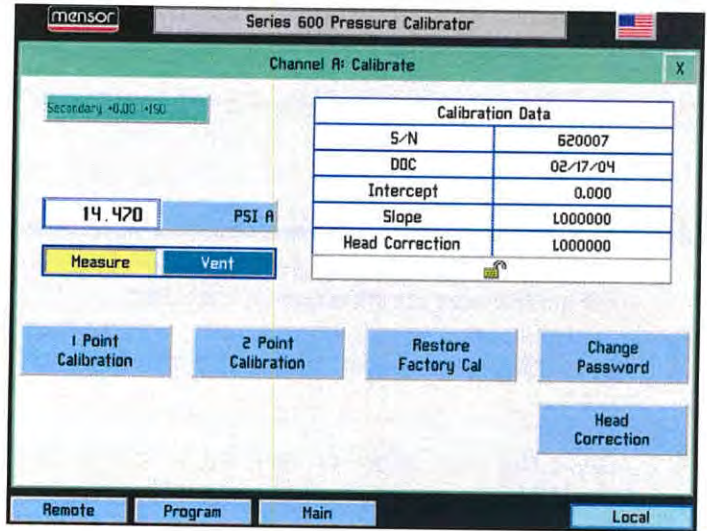 mensor
Series 600 Pressure Calibrator
Channel A: Calibrate
X
Secondary +0.00 +150
Calibration Data
S/N 620007
DOC 02/17/04
Intercept 0.000
Slope 1.000000
Head Correction 1.000000
14.470 PSI A
Measure Vent
1 Point
Calibration
2 Point
Calibration
Restore
Factory Cal
Change
Password
Head
Correction
Remote Program Main Local